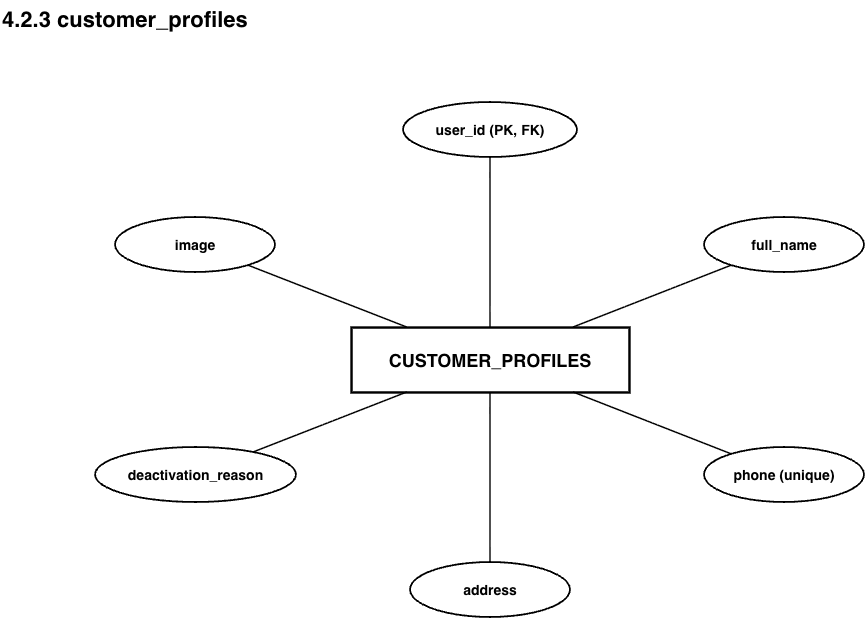 4.2.3 customer_profiles
user_id (PK, FK)
image
full_name
CUSTOMER_PROFILES
deactivation_reason
phone (unique)
address